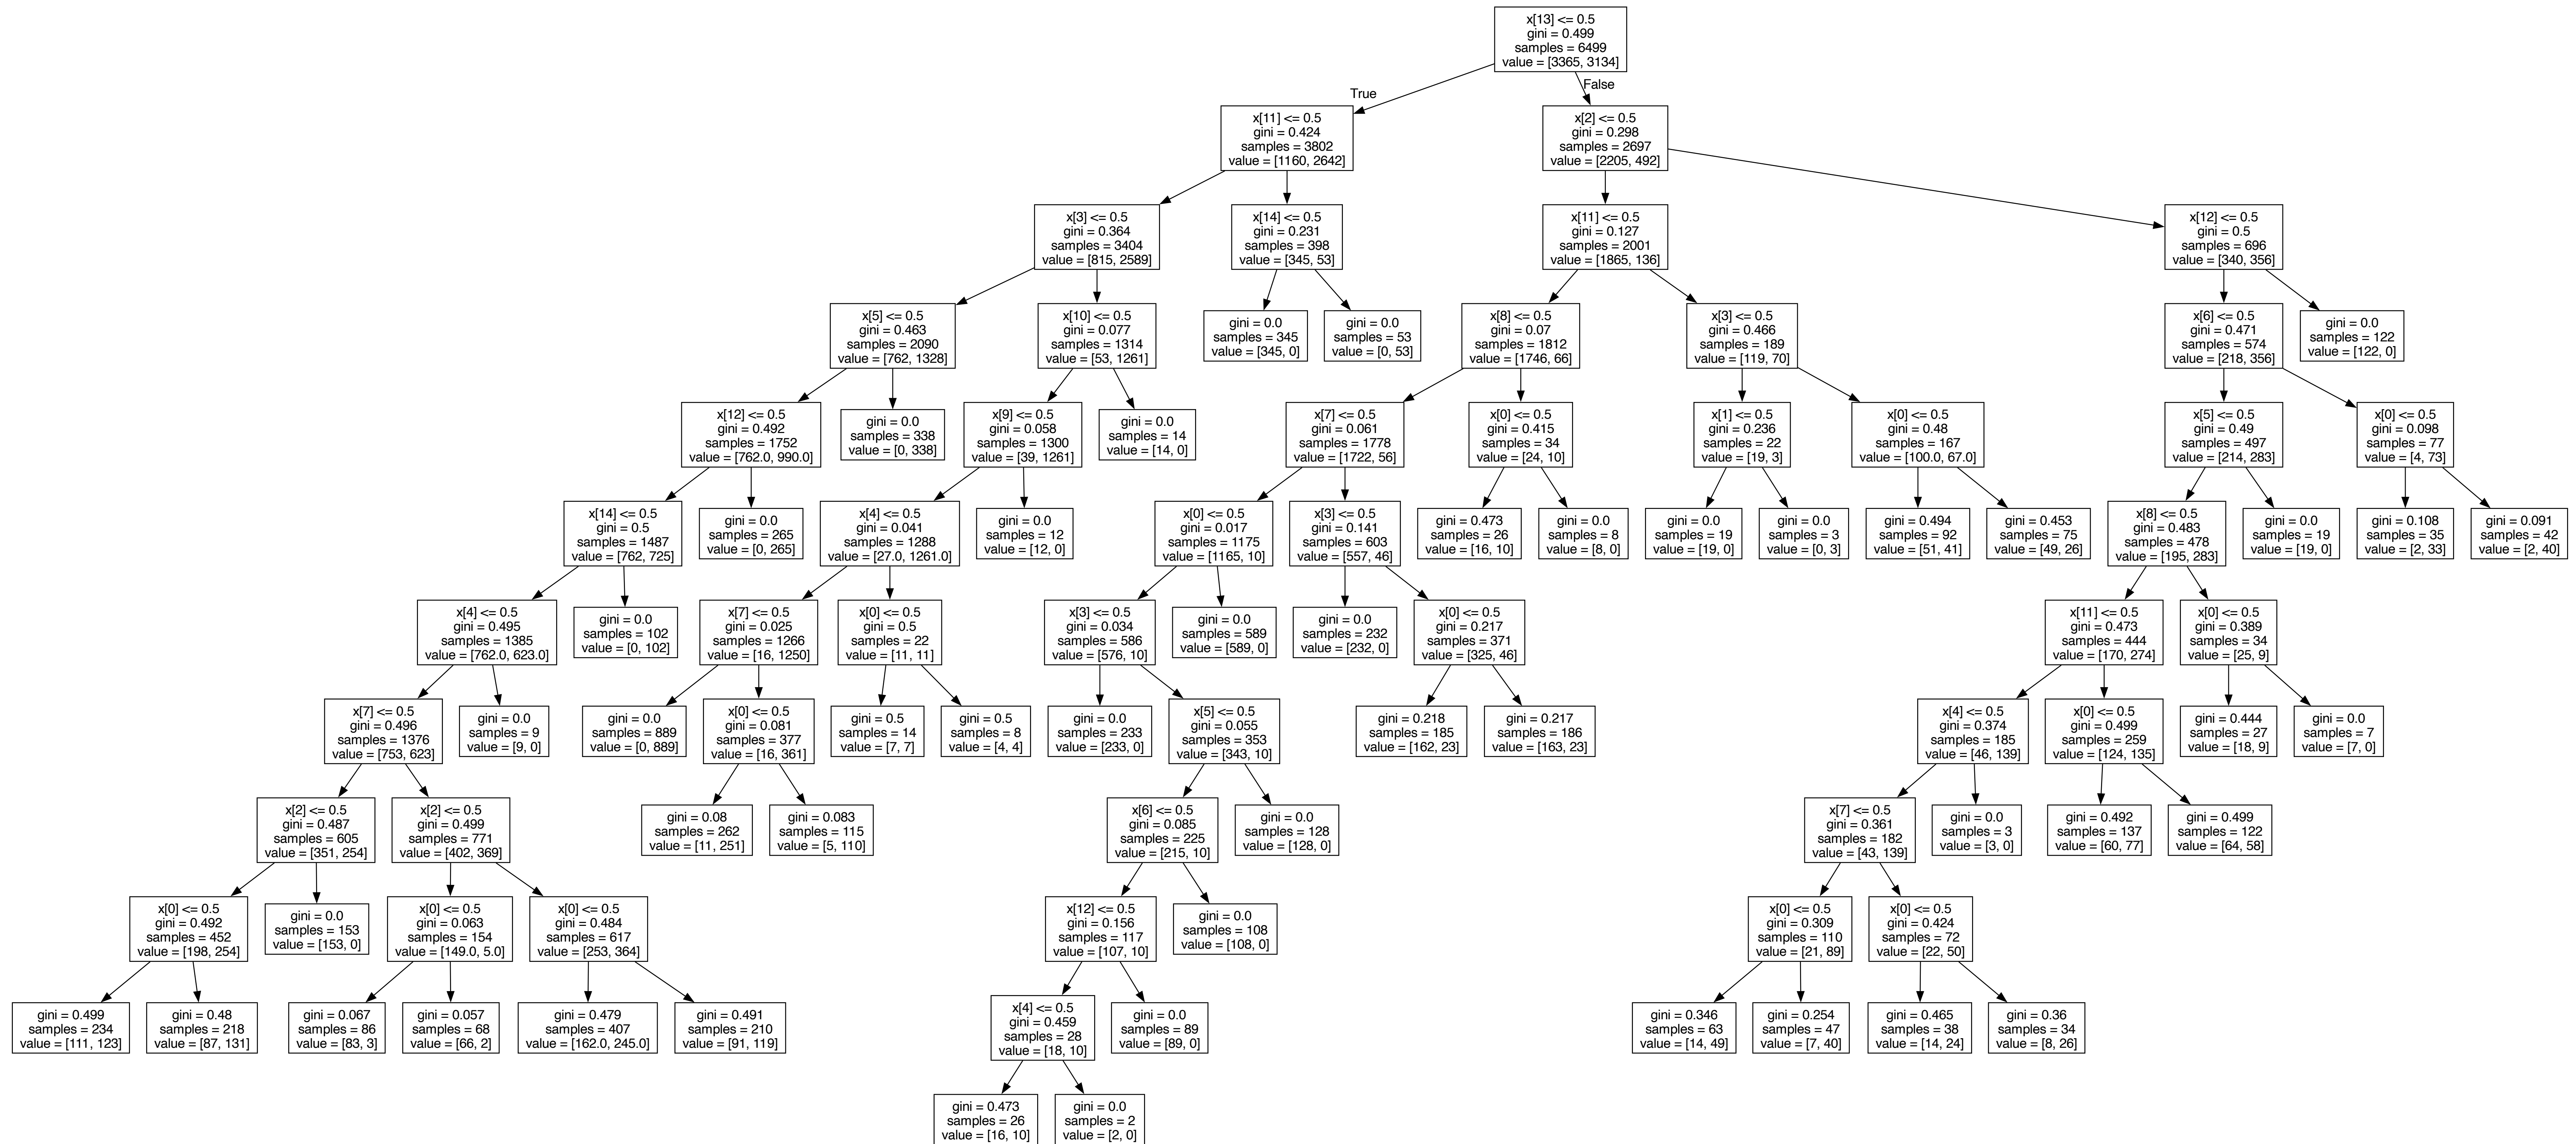 x[13] <= 0.5
gini = 0.499
samples = 6499
value = [3365, 3134]
True
False
x[11] <= 0.5
gini = 0.424
samples = 3802
value = [1160, 2642]
x[2] <= 0.5
gini = 0.298
samples = 2697
value = [2205, 492]
x[3] <= 0.5
gini = 0.364
samples = 3404
value = [815, 2589]
x[14] <= 0.5
gini = 0.231
samples = 398
value = [345, 53]
x[11] <= 0.5
gini = 0.127
samples = 2001
value = [1865, 136]
x[12] <= 0.5
gini = 0.5
samples = 696
value = [340, 356]
x[5] <= 0.5
gini = 0.463
samples = 2090
value = [762, 1328]
x[10] <= 0.5
gini = 0.077
samples = 1314
value = [53, 1261]
gini = 0.0
samples = 345
value = [345, 0]
gini = 0.0
samples = 53
value = [0, 53]
x[8] <= 0.5
gini = 0.07
samples = 1812
value = [1746, 66]
x[3] <= 0.5
gini = 0.466
samples = 189
value = [119, 70]
x[6] <= 0.5
gini = 0.471
samples = 574
value = [218, 356]
gini = 0.0
samples = 122
value = [122, 0]
x[12] <= 0.5
gini = 0.492
samples = 1752
value = [762.0, 990.0]
gini = 0.0
samples = 338
value = [0, 338]
x[9] <= 0.5
gini = 0.058
samples = 1300
value = [39, 1261]
gini = 0.0
samples = 14
value = [14, 0]
x[7] <= 0.5
gini = 0.061
samples = 1778
value = [1722, 56]
x[0] <= 0.5
gini = 0.415
samples = 34
value = [24, 10]
x[1] <= 0.5
gini = 0.236
samples = 22
value = [19, 3]
x[0] <= 0.5
gini = 0.48
samples = 167
value = [100.0, 67.0]
x[5] <= 0.5
gini = 0.49
samples = 497
value = [214, 283]
x[0] <= 0.5
gini = 0.098
samples = 77
value = [4, 73]
x[14] <= 0.5
gini = 0.5
samples = 1487
value = [762, 725]
gini = 0.0
samples = 265
value = [0, 265]
x[4] <= 0.5
gini = 0.041
samples = 1288
value = [27.0, 1261.0]
gini = 0.0
samples = 12
value = [12, 0]
x[0] <= 0.5
gini = 0.017
samples = 1175
value = [1165, 10]
x[3] <= 0.5
gini = 0.141
samples = 603
value = [557, 46]
gini = 0.473
samples = 26
value = [16, 10]
gini = 0.0
samples = 8
value = [8, 0]
gini = 0.0
samples = 19
value = [19, 0]
gini = 0.0
samples = 3
value = [0, 3]
gini = 0.494
samples = 92
value = [51, 41]
gini = 0.453
samples = 75
value = [49, 26]
x[8] <= 0.5
gini = 0.483
samples = 478
value = [195, 283]
gini = 0.0
samples = 19
value = [19, 0]
gini = 0.108
samples = 35
value = [2, 33]
gini = 0.091
samples = 42
value = [2, 40]
x[4] <= 0.5
gini = 0.495
samples = 1385
value = [762.0, 623.0]
gini = 0.0
samples = 102
value = [0, 102]
x[7] <= 0.5
gini = 0.025
samples = 1266
value = [16, 1250]
x[0] <= 0.5
gini = 0.5
samples = 22
value = [11, 11]
x[3] <= 0.5
gini = 0.034
samples = 586
value = [576, 10]
gini = 0.0
samples = 589
value = [589, 0]
gini = 0.0
samples = 232
value = [232, 0]
x[0] <= 0.5
gini = 0.217
samples = 371
value = [325, 46]
x[11] <= 0.5
gini = 0.473
samples = 444
value = [170, 274]
x[0] <= 0.5
gini = 0.389
samples = 34
value = [25, 9]
x[7] <= 0.5
gini = 0.496
samples = 1376
value = [753, 623]
gini = 0.0
samples = 9
value = [9, 0]
gini = 0.0
samples = 889
value = [0, 889]
x[0] <= 0.5
gini = 0.081
samples = 377
value = [16, 361]
gini = 0.5
samples = 14
value = [7, 7]
gini = 0.5
samples = 8
value = [4, 4]
gini = 0.0
samples = 233
value = [233, 0]
x[5] <= 0.5
gini = 0.055
samples = 353
value = [343, 10]
gini = 0.218
samples = 185
value = [162, 23]
gini = 0.217
samples = 186
value = [163, 23]
x[4] <= 0.5
gini = 0.374
samples = 185
value = [46, 139]
x[0] <= 0.5
gini = 0.499
samples = 259
value = [124, 135]
gini = 0.444
samples = 27
value = [18, 9]
gini = 0.0
samples = 7
value = [7, 0]
x[2] <= 0.5
gini = 0.487
samples = 605
value = [351, 254]
x[2] <= 0.5
gini = 0.499
samples = 771
value = [402, 369]
gini = 0.08
samples = 262
value = [11, 251]
gini = 0.083
samples = 115
value = [5, 110]
x[6] <= 0.5
gini = 0.085
samples = 225
value = [215, 10]
gini = 0.0
samples = 128
value = [128, 0]
x[7] <= 0.5
gini = 0.361
samples = 182
value = [43, 139]
gini = 0.0
samples = 3
value = [3, 0]
gini = 0.492
samples = 137
value = [60, 77]
gini = 0.499
samples = 122
value = [64, 58]
x[0] <= 0.5
gini = 0.492
samples = 452
value = [198, 254]
gini = 0.0
samples = 153
value = [153, 0]
x[0] <= 0.5
gini = 0.063
samples = 154
value = [149.0, 5.0]
x[0] <= 0.5
gini = 0.484
samples = 617
value = [253, 364]
x[12] <= 0.5
gini = 0.156
samples = 117
value = [107, 10]
gini = 0.0
samples = 108
value = [108, 0]
x[0] <= 0.5
gini = 0.309
samples = 110
value = [21, 89]
x[0] <= 0.5
gini = 0.424
samples = 72
value = [22, 50]
gini = 0.499
samples = 234
value = [111, 123]
gini = 0.48
samples = 218
value = [87, 131]
gini = 0.067
samples = 86
value = [83, 3]
gini = 0.057
samples = 68
value = [66, 2]
gini = 0.479
samples = 407
value = [162.0, 245.0]
gini = 0.491
samples = 210
value = [91, 119]
x[4] <= 0.5
gini = 0.459
samples = 28
value = [18, 10]
gini = 0.0
samples = 89
value = [89, 0]
gini = 0.346
samples = 63
value = [14, 49]
gini = 0.254
samples = 47
value = [7, 40]
gini = 0.465
samples = 38
value = [14, 24]
gini = 0.36
samples = 34
value = [8, 26]
gini = 0.473
samples = 26
value = [16, 10]
gini = 0.0
samples = 2
value = [2, 0]